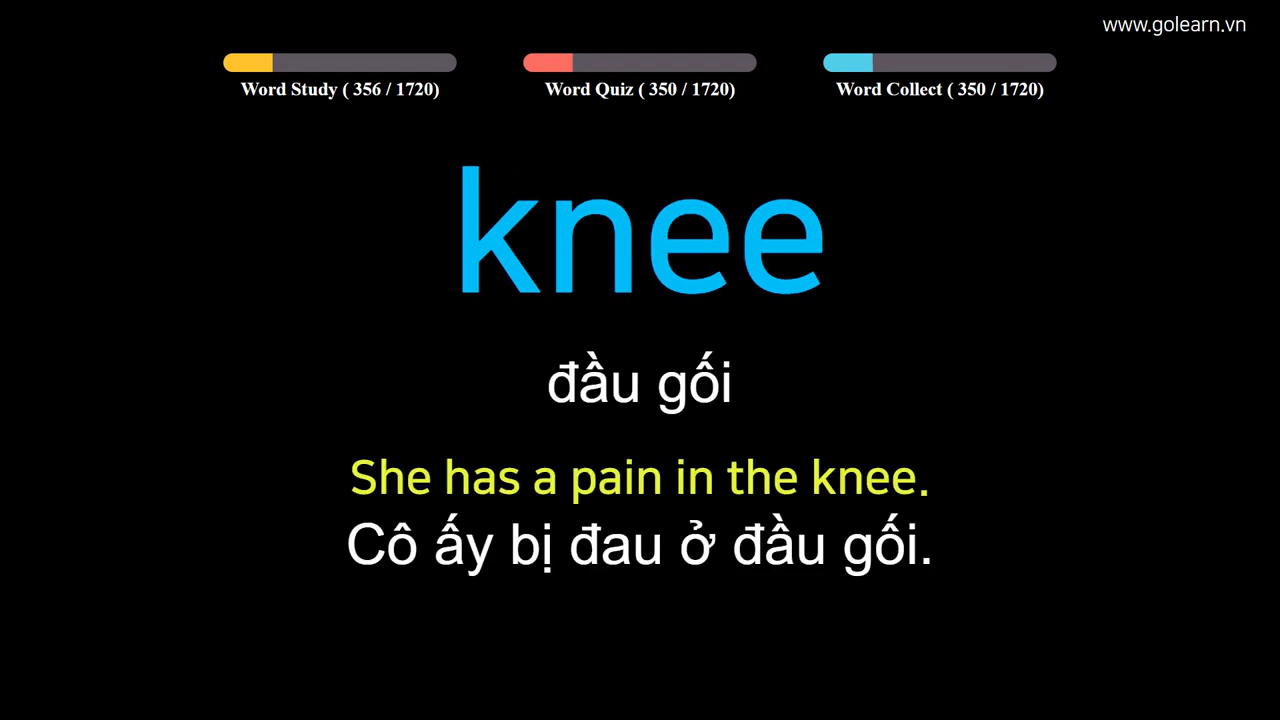 www.golearn.vn
Word Study ( 356 / 1720)
Word Quiz ( 350 / 1720)
Word Collect ( 350 / 1720)
knee
đầu gối
She has a pain in the knee.
Cô ấy bị đau ở đầu gối.